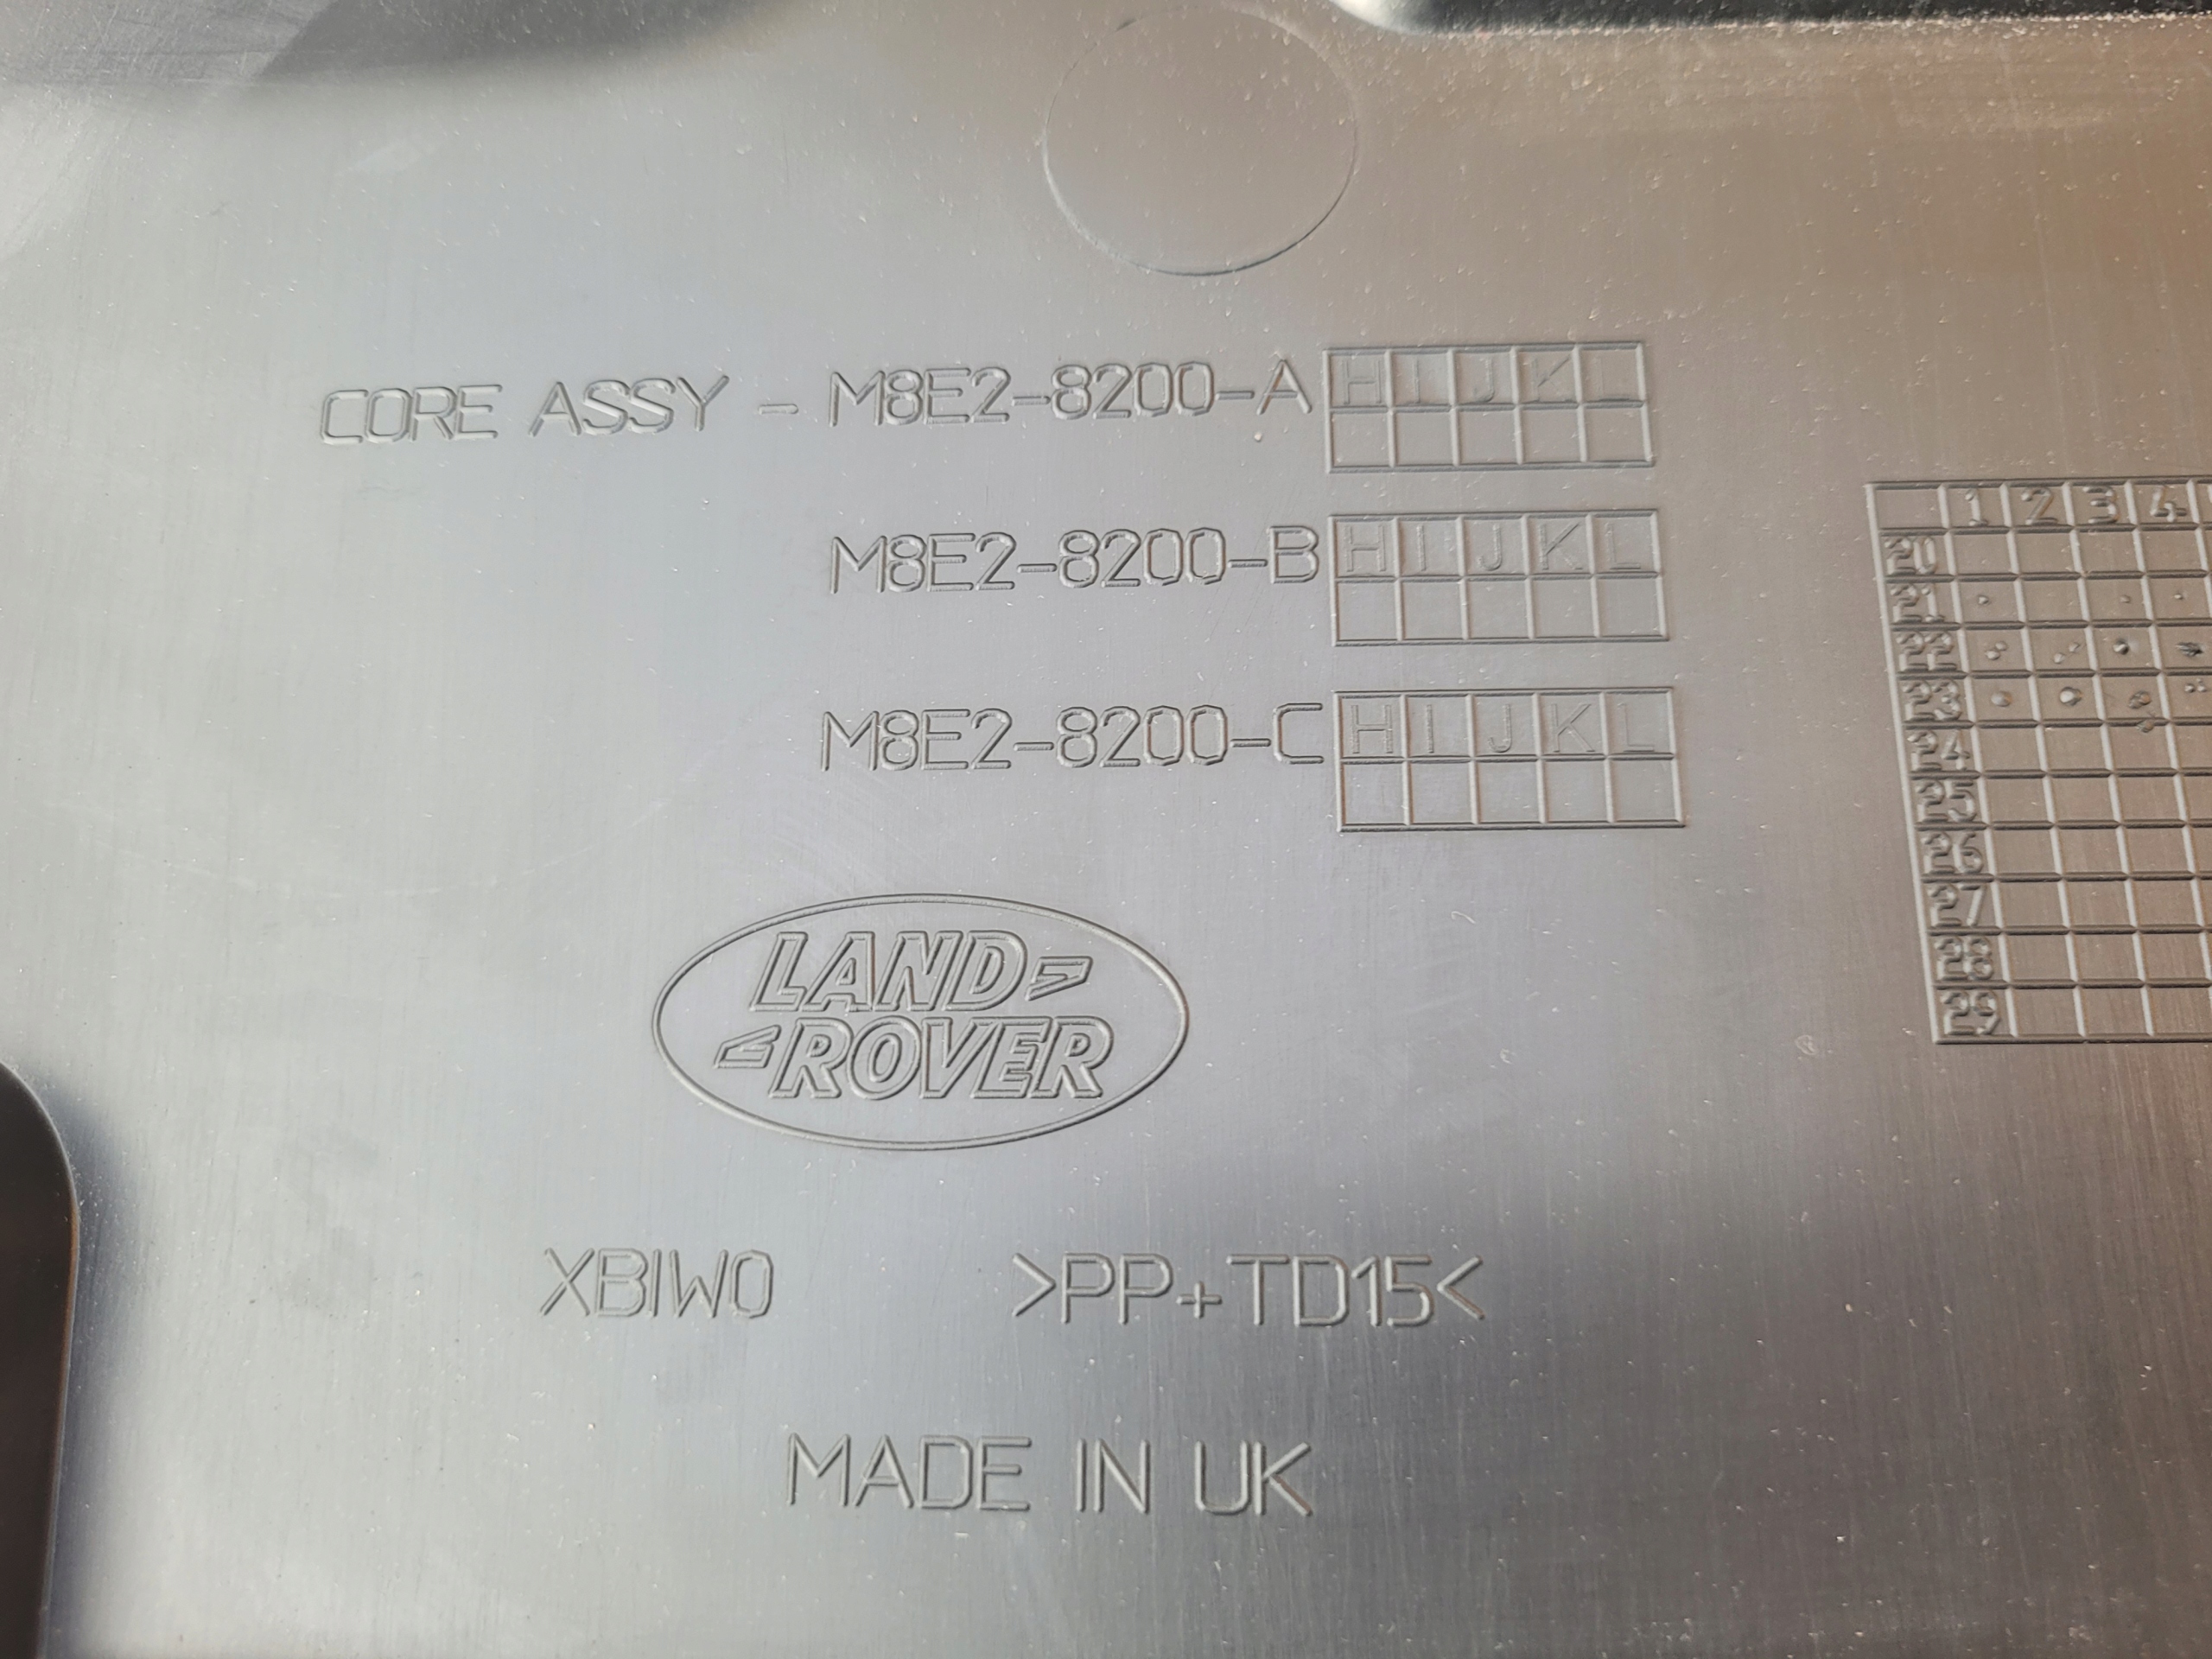 CORE ASSY - M8E2-8200-A H I J K L
M8E2-8200-B H I J K L
M8E2-8200-C H I J K L
1 2 3 4
20
21
22
23
24
25
26
27
28
29
LAND
ROVER
XBIW0 >PP+TD15<
MADE IN UK